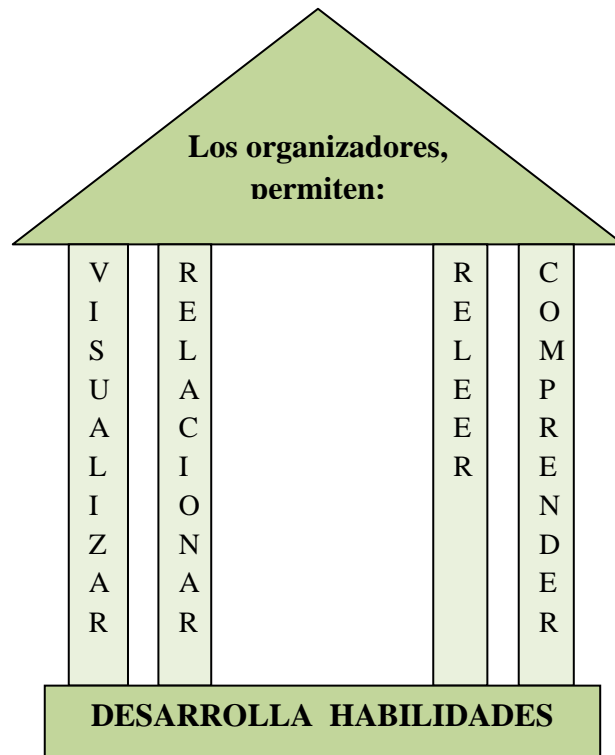 Los organizadores,
permiten:
VISUALIZAR
RELACIONAR
RELEER
COMPRENDER
DESARROLLA HABILIDADES